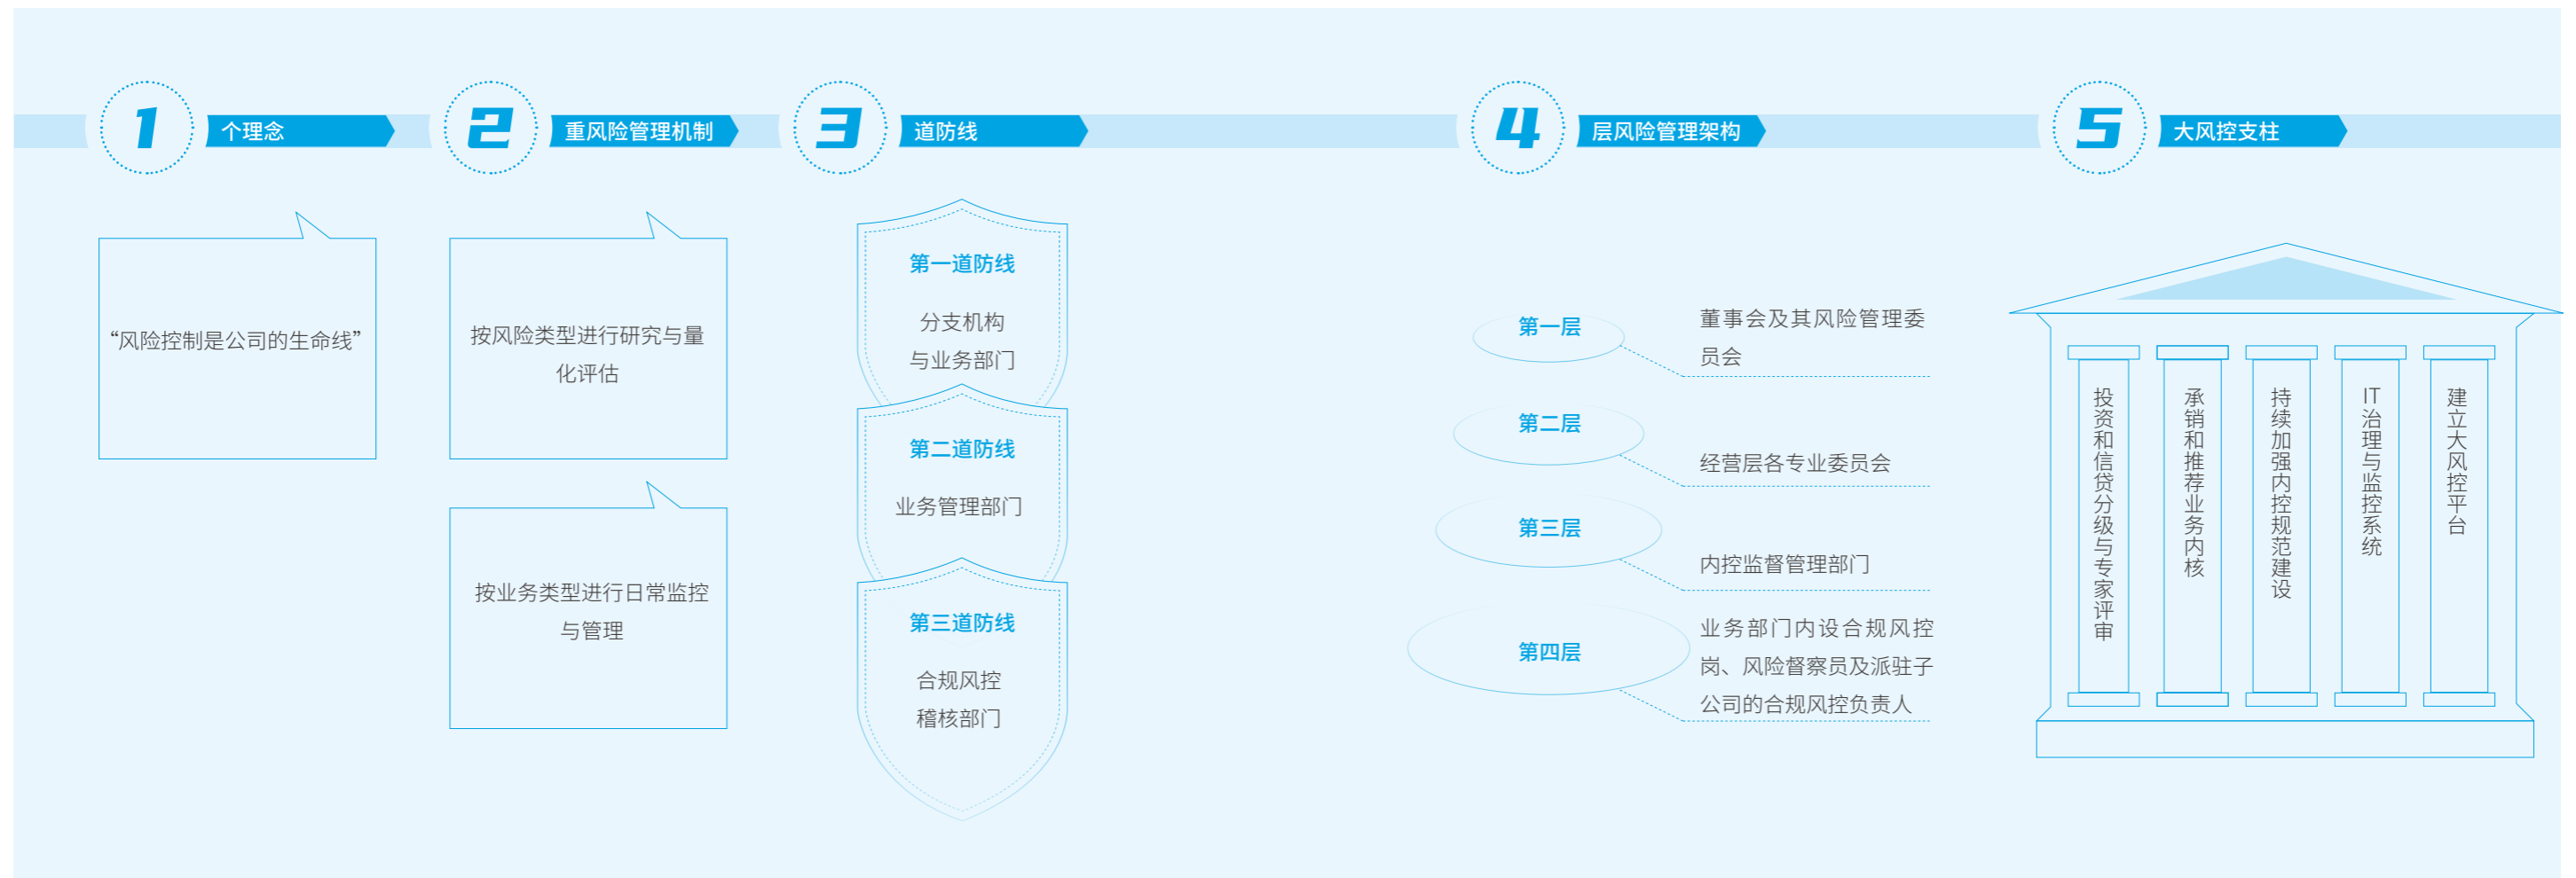 1 个理念
“风险控制是公司的生命线”
2 重风险管理机制
按风险类型进行研究与量
化评估
按业务类型进行日常监控
与管理
3 道防线
第一道防线
分支机构
与业务部门
第二道防线
业务管理部门
第三道防线
合规风控
稽核部门
4 层风险管理架构
第一层
董事会及其风险管理委
员会
第二层
经营层各专业委员会
第三层
内控监督管理部门
第四层
业务部门内设合规风控
岗、风险督察员及派驻子
公司的合规风控负责人
5 大风控支柱
投资和信贷分级与专家评审
承销和推荐业务内核
持续加强内控规范建设
IT治理与监控系统
建立大风控平台